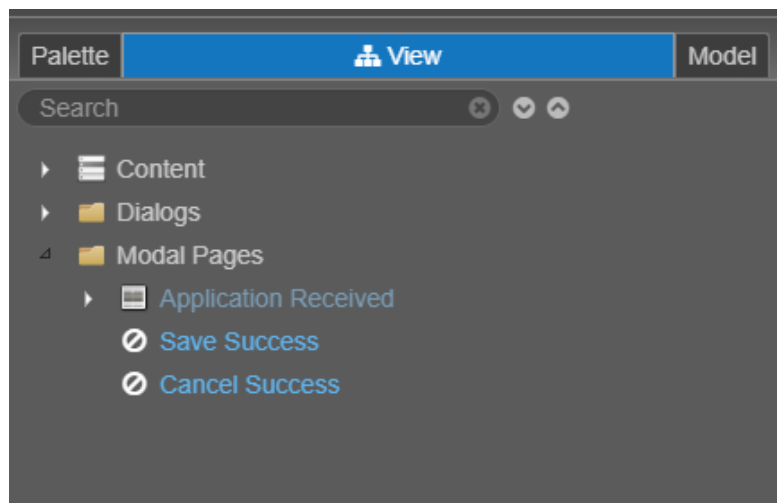 Palette View Model
Search
Content
Dialogs
Modal Pages
Application Received
Save Success
Cancel Success